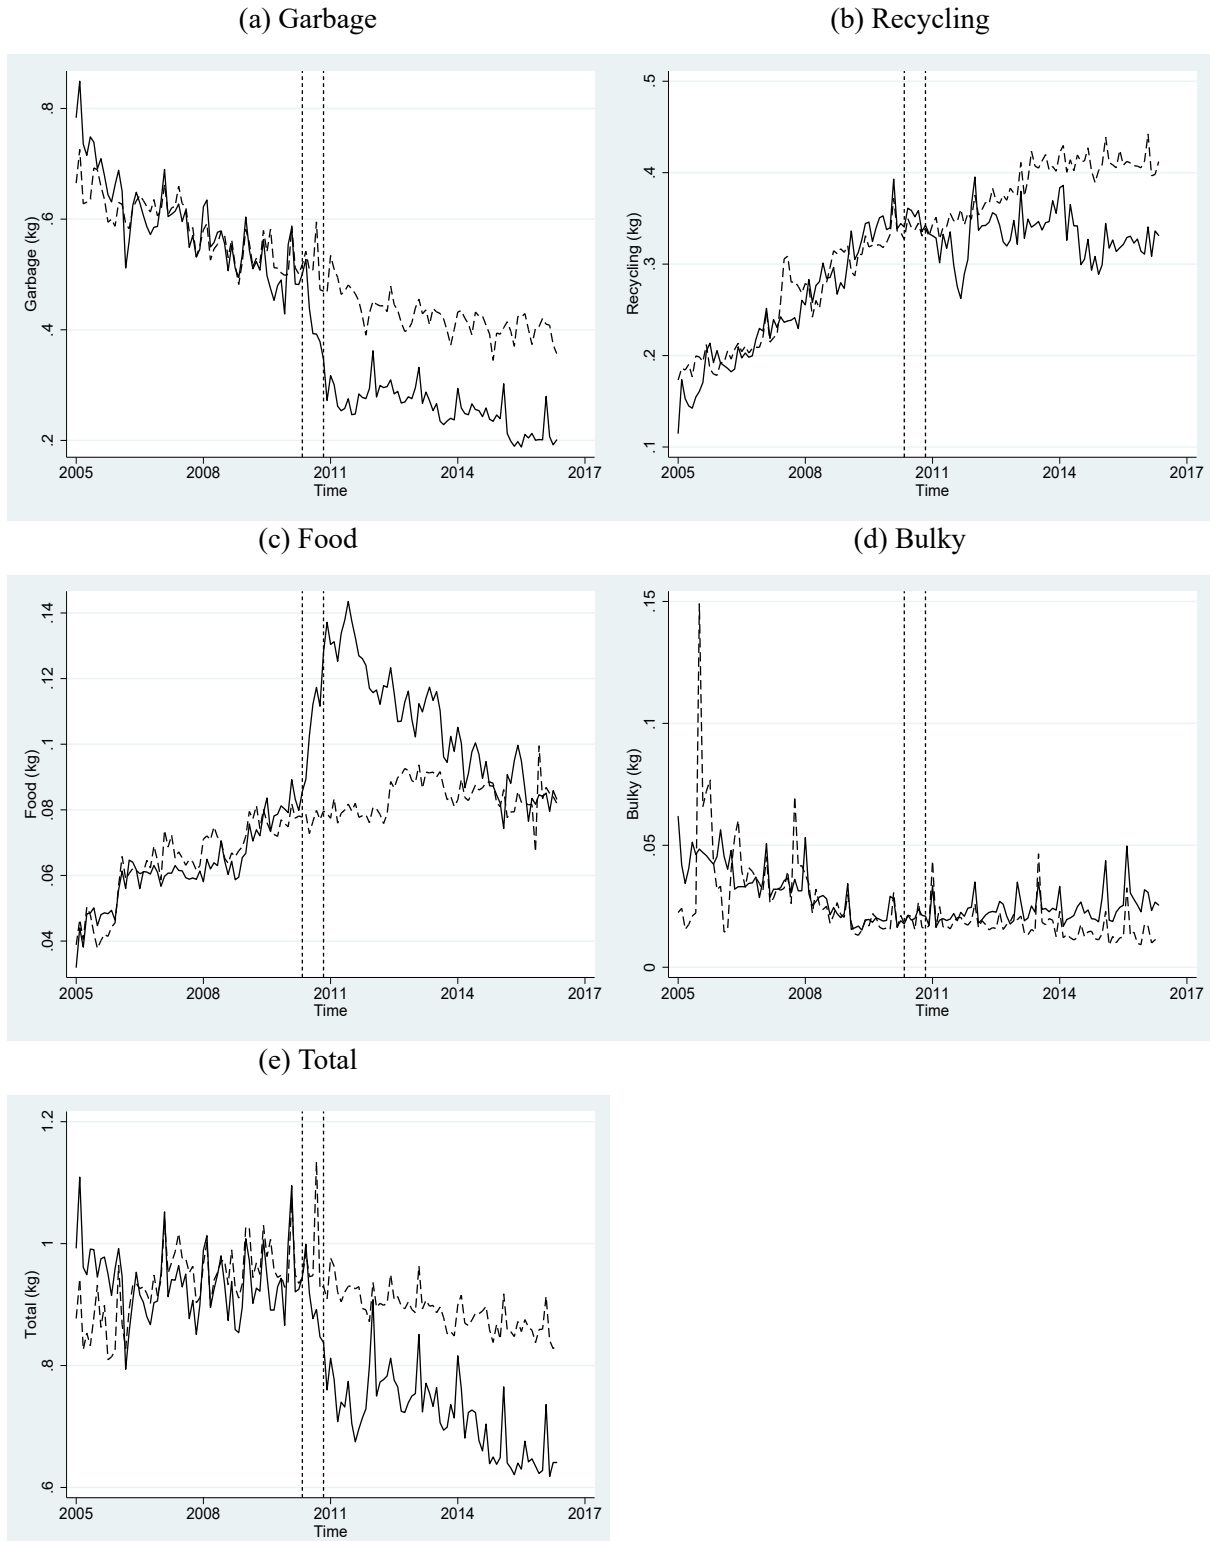 (a) Garbage
.8
.6
.4
.2
Garbage (kg)
2005 2008 2011 2014 2017
Time
(b) Recycling
.5
.4
.3
.2
.1
Recycling (kg)
2005 2008 2011 2014 2017
Time
(c) Food
.14
.12
.1
.08
.06
.04
Food (kg)
2005 2008 2011 2014 2017
Time
(d) Bulky
.15
.1
.05
0
Bulky (kg)
2005 2008 2011 2014 2017
Time
(e) Total
1.2
1
.8
.6
Total (kg)
2005 2008 2011 2014 2017
Time